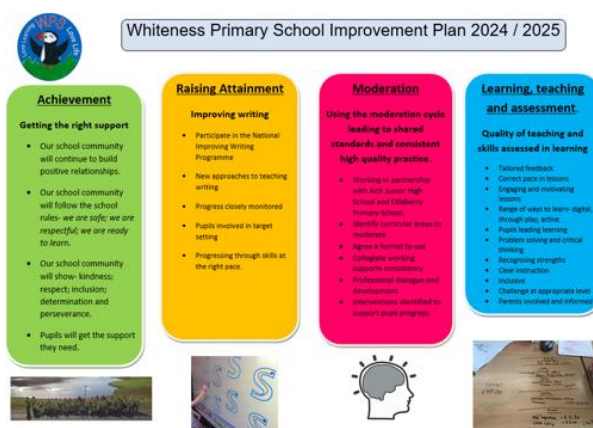 Whiteness Primary School Improvement Plan 2024 / 2025
WPS
Love Learning
Love Life
Achievement
Getting the right support
• Our school community
will continue to build
positive relationships.
• Our school community
will follow the school
rules- we are safe; we are
respectful; we are ready
to learn.
• Our school community
will show- kindness;
respect; inclusion;
determination and
perseverance.
• Pupils will get the support
they need.
Raising Attainment
Improving writing
• Participate in the National
Improving Writing
Programme
• New approaches to teaching
writing
• Progress closely monitored
• Pupils involved in target
setting
• Progressing through skills at
the right pace.
Moderation
Using the moderation cycle
leading to shared
standards and consistent
high quality practice.
• Working in partnership
with Aith Junior High
School and Olnafirth
Primary School.
• Identify curricular areas to
moderate
• Agree a format to use
• Collegiate working
supports consistency
• Professional dialogue and
development.
• Interventions identified to
support pupil progress.
Learning, teaching
and assessment.
Quality of teaching and
skills assessed in learning
• Tailored feedback
• Correct pace in lessons
• Engaging and motivating
lessons
• Range of ways to learn- digital,
through play, active.
• Pupils leading learning
• Problem solving and critical
thinking
• Recognising strengths
• Clear instruction
• Inclusive
• Challenge at appropriate level
• Parents involved and informed
S S S
S S